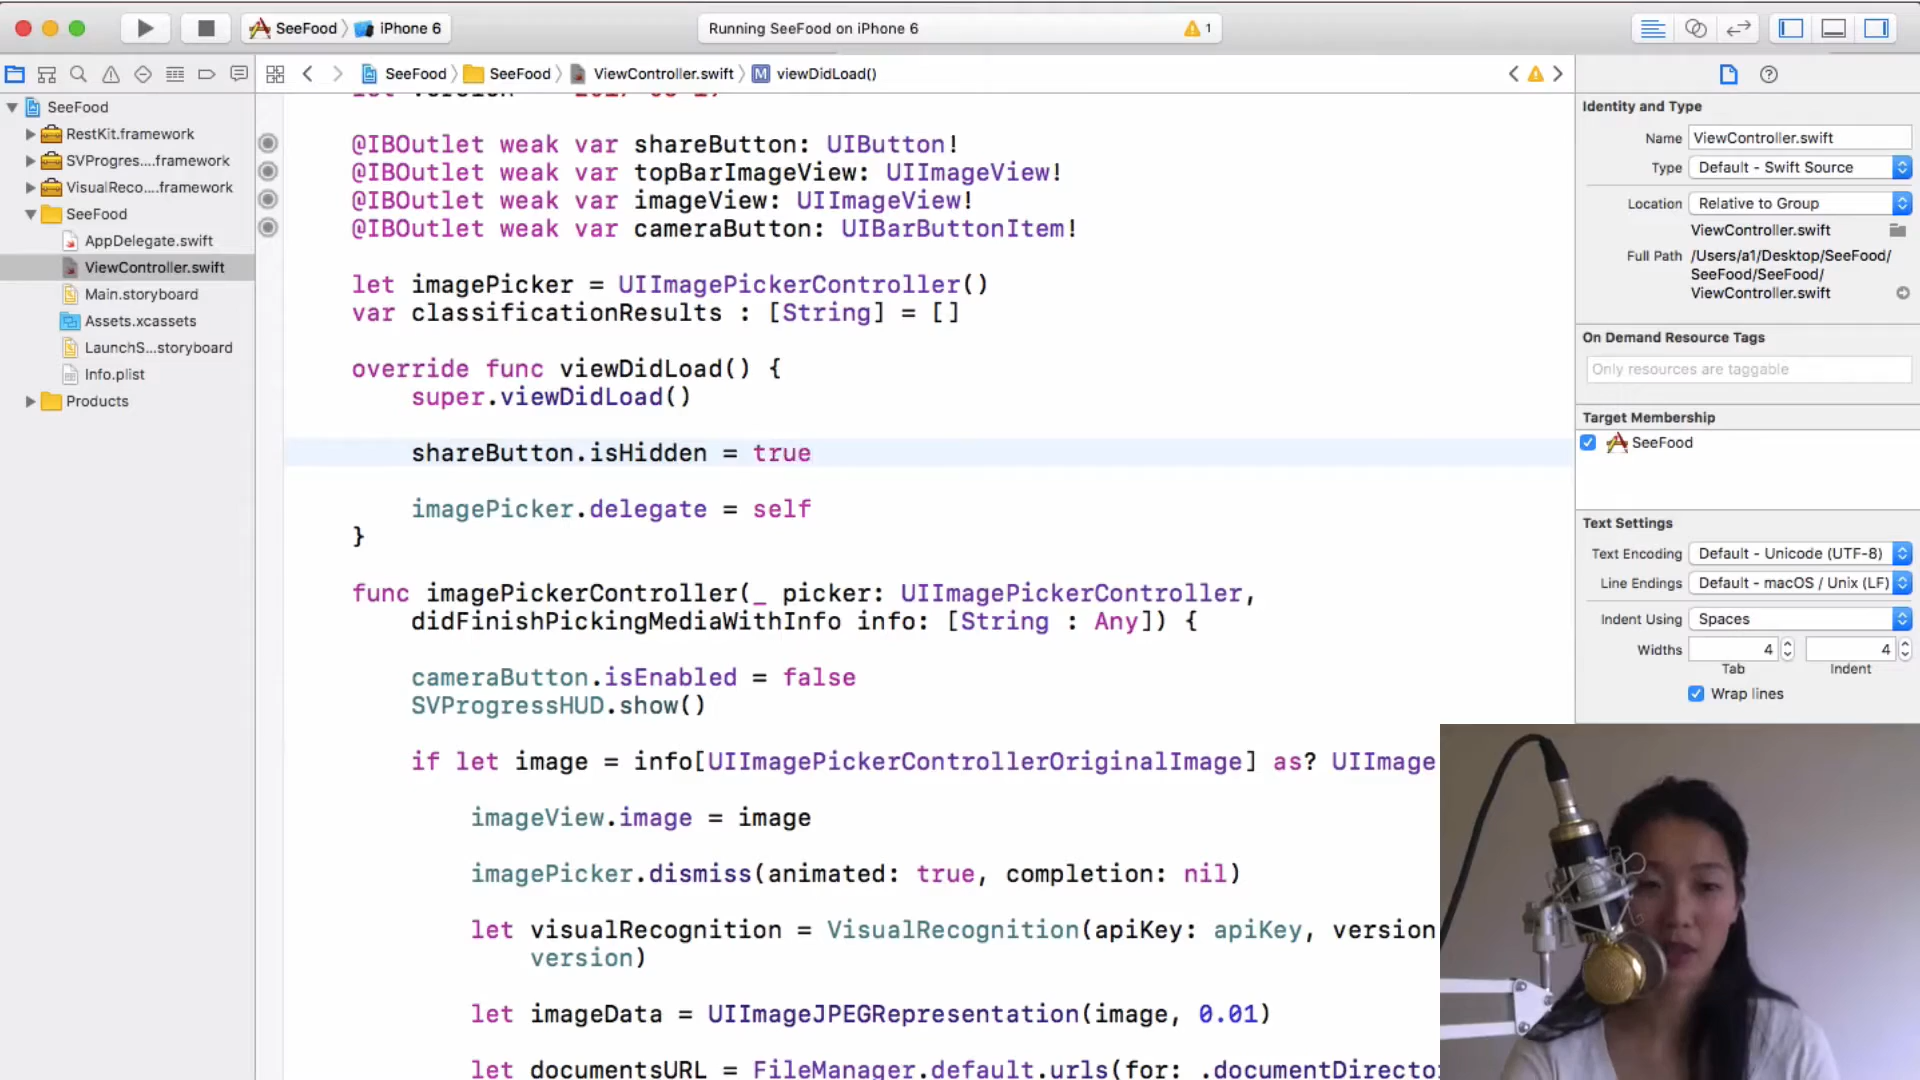 SeeFood
iPhone 6
Running SeeFood on iPhone 6
1
SeeFood
SeeFood
ViewController.swift
M
viewDidLoad()
SeeFood
RestKit.framework
SVProgres....framework
VisualReco....framework
SeeFood
AppDelegate.swift
ViewController.swift
Main.storyboard
Assets.xcassets
LaunchS...storyboard
Info.plist
Products
@IBOutlet weak var shareButton: UIButton!
@IBOutlet weak var topBarImageView: UIImageView!
@IBOutlet weak var imageView: UIImageView!
@IBOutlet weak var cameraButton: UIBarButtonItem!
let imagePicker = UIImagePickerController()
var classificationResults : [String] = []
override func viewDidLoad() {
super.viewDidLoad()
shareButton.isHidden = true
imagePicker.delegate = self
}
func imagePickerController(_ picker: UIImagePickerController,
didFinishPickingMediaWithInfo info: [String : Any]) {
cameraButton.isEnabled = false
SVProgressHUD.show()
if let image = info[UIImagePickerControllerOriginalImage] as? UIImage
imageView.image = image
imagePicker.dismiss(animated: true, completion: nil)
let visualRecognition = VisualRecognition(apiKey: apiKey, version
version)
let imageData = UIImageJPEGRepresentation(image, 0.01)
let documentsURL = FileManager.default.urls(for: .documentDirecto
Identity and Type
Name ViewController.swift
Type Default - Swift Source
Location Relative to Group
ViewController.swift
Full Path /Users/a1/Desktop/SeeFood/
SeeFood/SeeFood/
ViewController.swift
On Demand Resource Tags
Only resources are taggable
Target Membership
SeeFood
Text Settings
Text Encoding Default - Unicode (UTF-8)
Line Endings Default - macOS / Unix (LF)
Indent Using Spaces
Widths 4 4
Tab Indent
Wrap lines